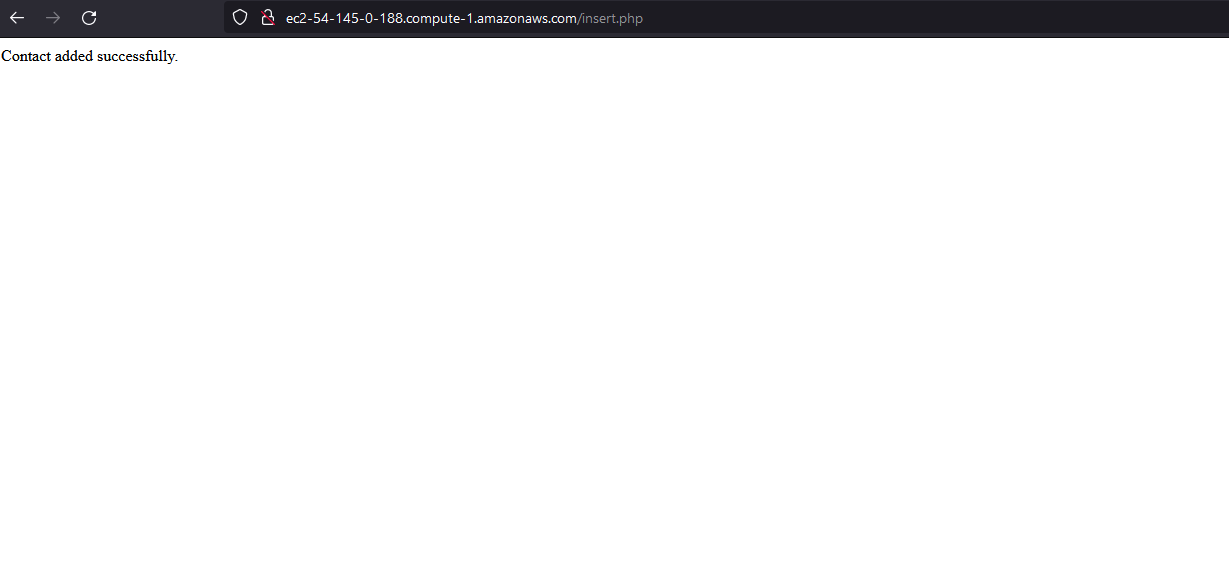 ec2-54-145-0-188.compute-1.amazonaws.com/insert.php
Contact added successfully.